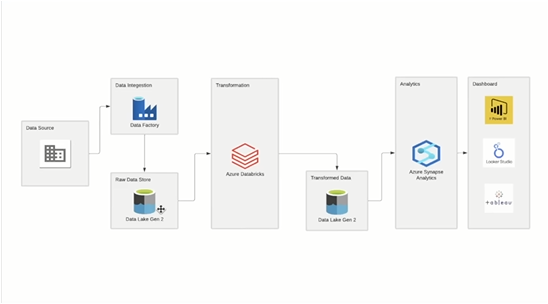 Data Source
Data Integestion
Data Factory
Raw Data Store
Data Lake Gen 2
Transformation
Azure Databricks
Transformed Data
Data Lake Gen 2
Analytics
Azure Synapse
Analytics
Dashboard
Power BI
Looker Studio
+ableau